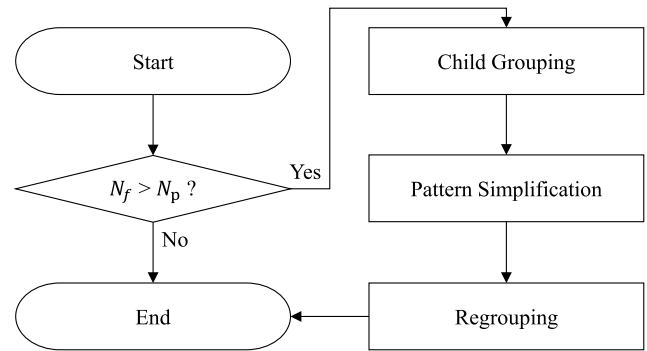 Start
Child Grouping
Yes
N_f > N_p ?
Pattern Simplification
No
End
Regrouping